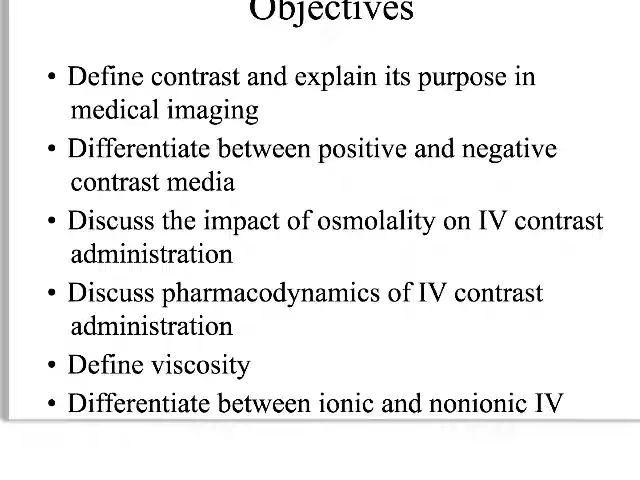 Objectives
• Define contrast and explain its purpose in
medical imaging
• Differentiate between positive and negative
contrast media
• Discuss the impact of osmolality on IV contrast
administration
• Discuss pharmacodynamics of IV contrast
administration
• Define viscosity
• Differentiate between ionic and nonionic IV